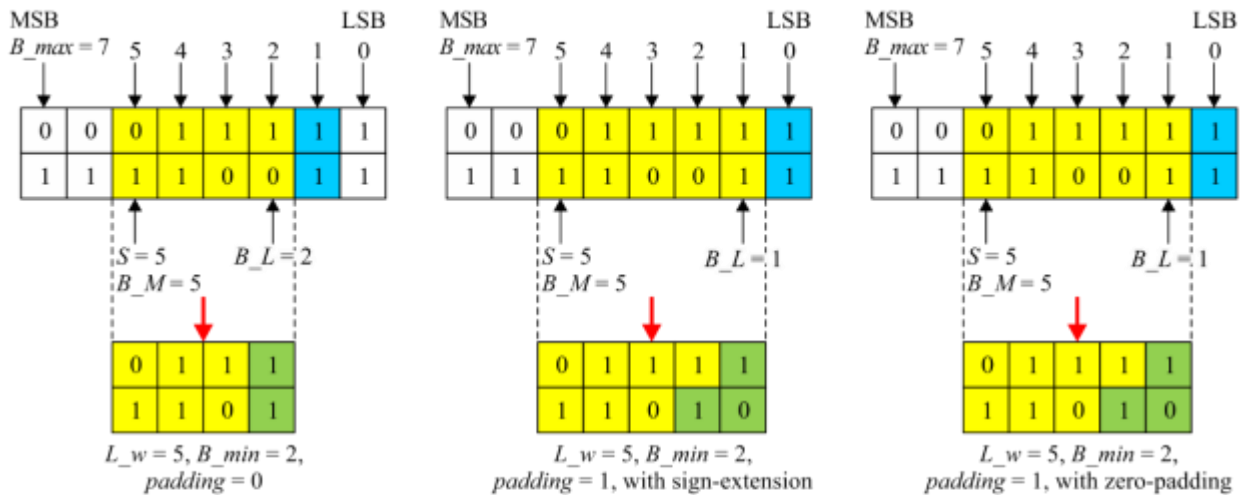 MSB LSB MSB LSB MSB LSB
B_max = 7 5 4 3 2 1 0 B_max = 7 5 4 3 2 1 0 B_max = 7 5 4 3 2 1 0
0 0 0 1 1 1 1 1 0 0 0 1 1 1 1 1 0 0 0 1 1 1 1 1
1 1 1 1 0 0 1 1 1 1 1 1 0 0 1 1 1 1 1 1 0 0 1 1
S = 5 B_L = 2 S = 5 B_L = 1 S = 5 B_L = 1
B_M = 5 B_M = 5 B_M = 5
0 1 1 1 0 1 1 1 1 0 1 1 1 1
1 1 0 1 1 1 0 1 0 1 1 0 1 0
L_w = 5, B_min = 2, L_w = 5, B_min = 2, L_w = 5, B_min = 2,
padding = 0 padding = 1, with sign-extension padding = 1, with zero-padding